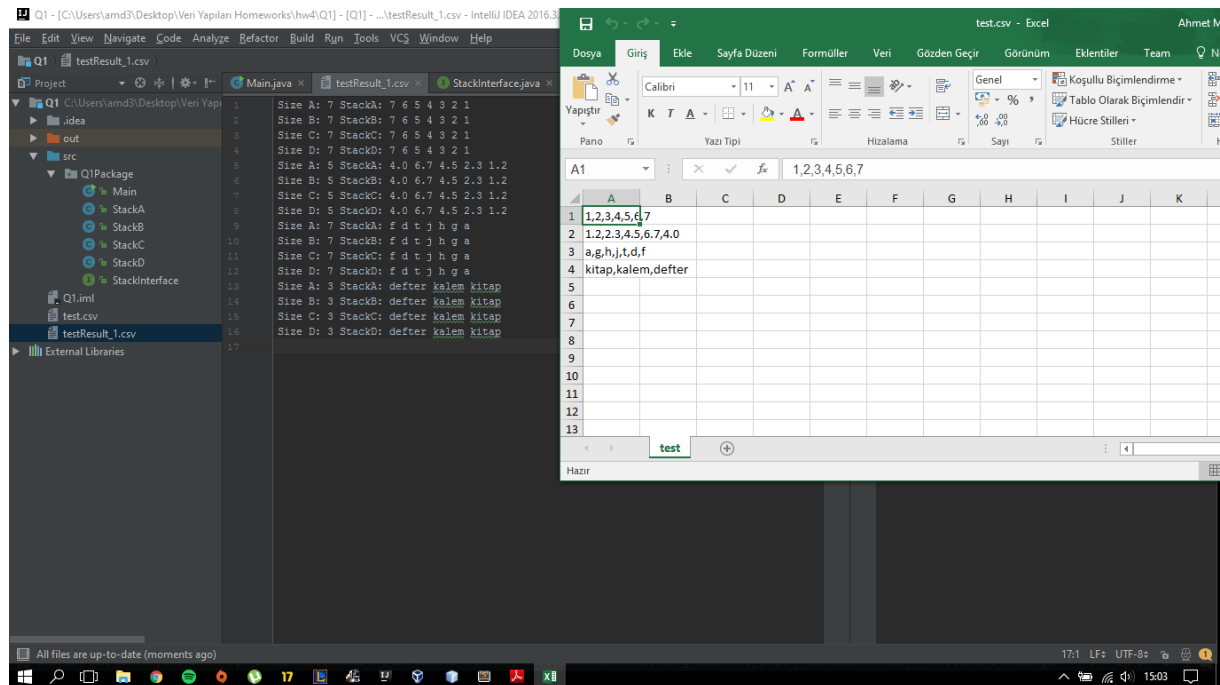 Q1 - [C:\Users\amd3\Desktop\Veri Yapıları Homeworks\hw4\Q1] - [Q1] - ...\testResult_1.csv - IntelliJ IDEA 2016.3
File Edit View Navigate Code Analyze Refactor Build Run Tools VCS Window Help
Q1 testResult_1.csv
Project
Main.java testResult_1.csv StackInterface.java
Q1 C:\Users\amd3\Desktop\Veri Yapı
.idea
out
src
Q1Package
Main
StackA
StackB
StackC
StackD
StackInterface
Q1.iml
test.csv
testResult_1.csv
External Libraries
1 Size A: 7 StackA: 7 6 5 4 3 2 1
2 Size B: 7 StackB: 7 6 5 4 3 2 1
3 Size C: 7 StackC: 7 6 5 4 3 2 1
4 Size D: 7 StackD: 7 6 5 4 3 2 1
5 Size A: 5 StackA: 4.0 6.7 4.5 2.3 1.2
6 Size B: 5 StackB: 4.0 6.7 4.5 2.3 1.2
7 Size C: 5 StackC: 4.0 6.7 4.5 2.3 1.2
8 Size D: 5 StackD: 4.0 6.7 4.5 2.3 1.2
9 Size A: 7 StackA: f d t j h g a
10 Size B: 7 StackB: f d t j h g a
11 Size C: 7 StackC: f d t j h g a
12 Size D: 7 StackD: f d t j h g a
13 Size A: 3 StackA: defter kalem kitap
14 Size B: 3 StackB: defter kalem kitap
15 Size C: 3 StackC: defter kalem kitap
16 Size D: 3 StackD: defter kalem kitap
17
test.csv - Excel Ahmet M
Dosya Giriş Ekle Sayfa Düzeni Formüller Veri Gözden Geçir Görünüm Eklentiler Team
Yapıştır
Calibri 11
K T A
Genel
Koşullu Biçimlendirme
Tablo Olarak Biçimlendir
Hücre Stilleri
Pano Yazı Tipi Hizalama Sayı Stiller
A1 fx 1,2,3,4,5,6,7
A B C D E F G H I J K
1 1,2,3,4,5,6,7
2 1.2,2.3,4.5,6.7,4.0
3 a,g,h,j,t,d,f
4 kitap,kalem,defter
5
6
7
8
9
10
11
12
13
test
Hazır
All files are up-to-date (moments ago)
17:1 LF UTF-8 1
17
15:03